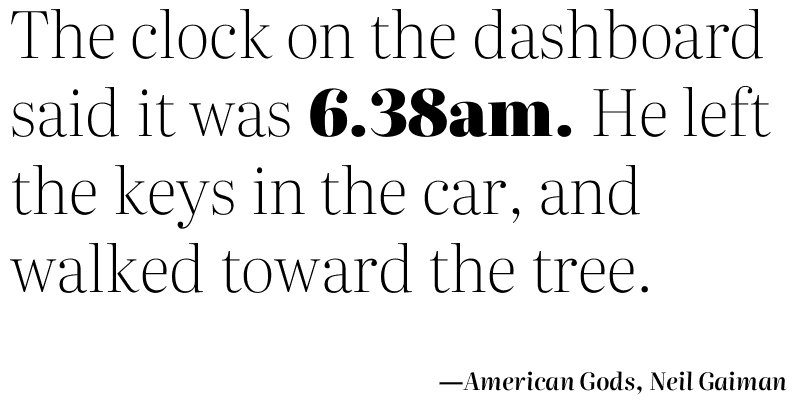 The clock on the dashboard
said it was 6.38am. He left
the keys in the car, and
walked toward the tree.
—American Gods, Neil Gaiman